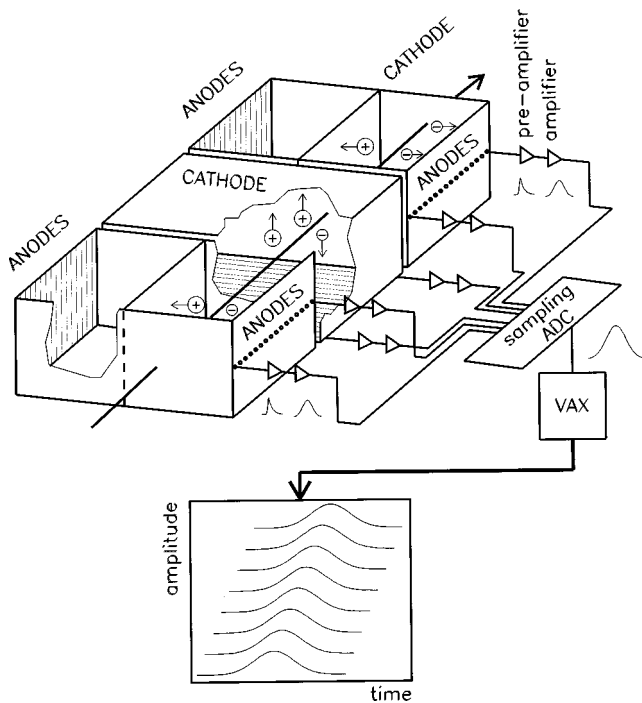 CATHODE
ANODES
pre-amplifier
amplifier
ANODES
CATHODE
ANODES
ANODES
sampling
ADC
VAX
amplitude
time